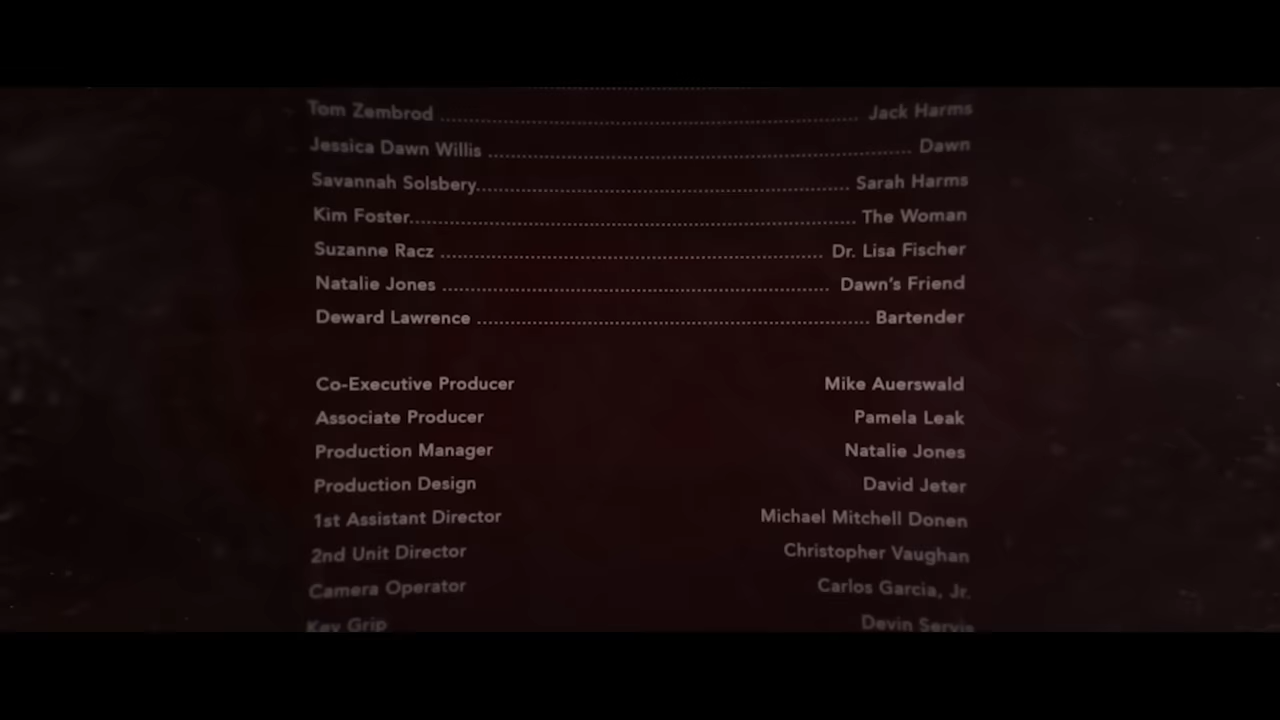 Tom Zembrod ........................ Jack Harms
Jessica Dawn Willis ........................ Dawn
Savannah Solsbery........................ Sarah Harms
Kim Foster........................ The Woman
Suzanne Racz ........................ Dr. Lisa Fischer
Natalie Jones ........................ Dawn's Friend
Deward Lawrence ........................ Bartender
Co-Executive Producer Mike Auerswald
Associate Producer Pamela Leak
Production Manager Natalie Jones
Production Design David Jeter
1st Assistant Director Michael Mitchell Donen
2nd Unit Director Christopher Vaughan
Camera Operator Carlos Garcia, Jr.
Key Grip Devin Servis